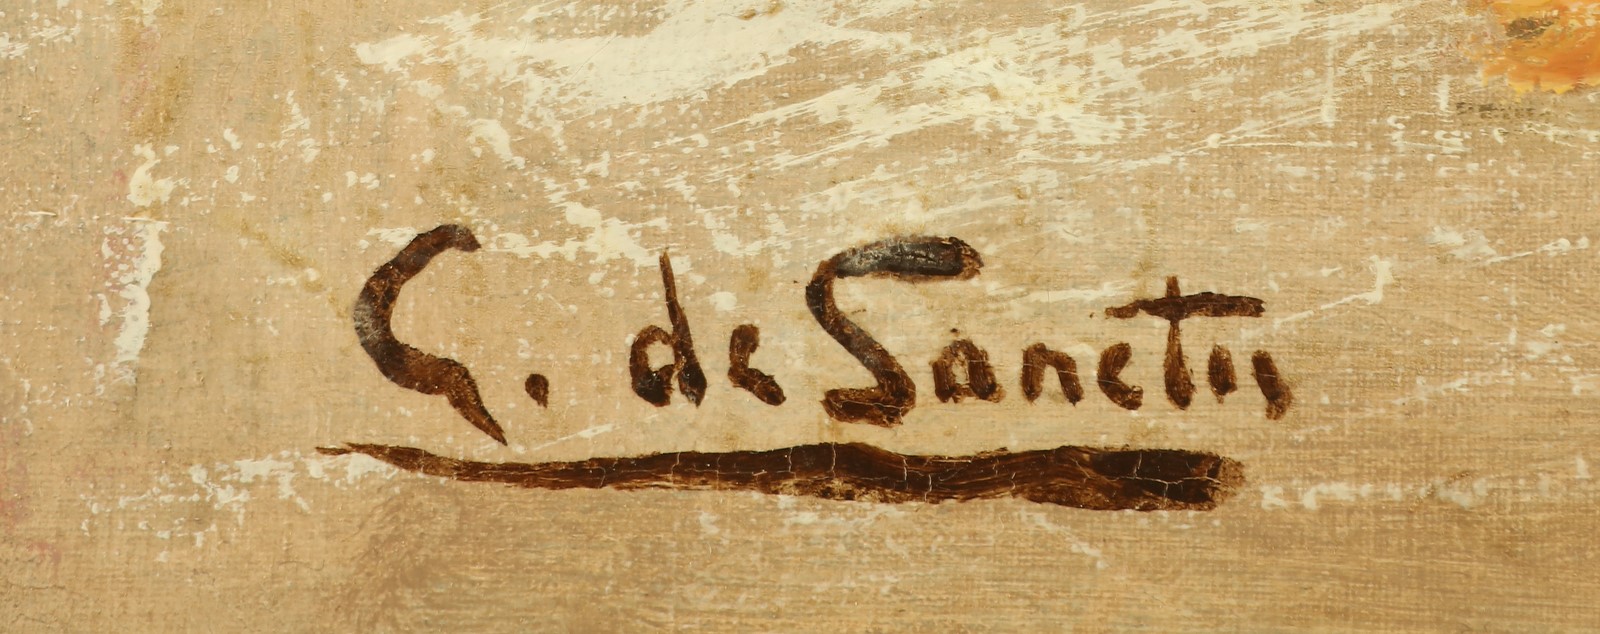 G. de Sanctis